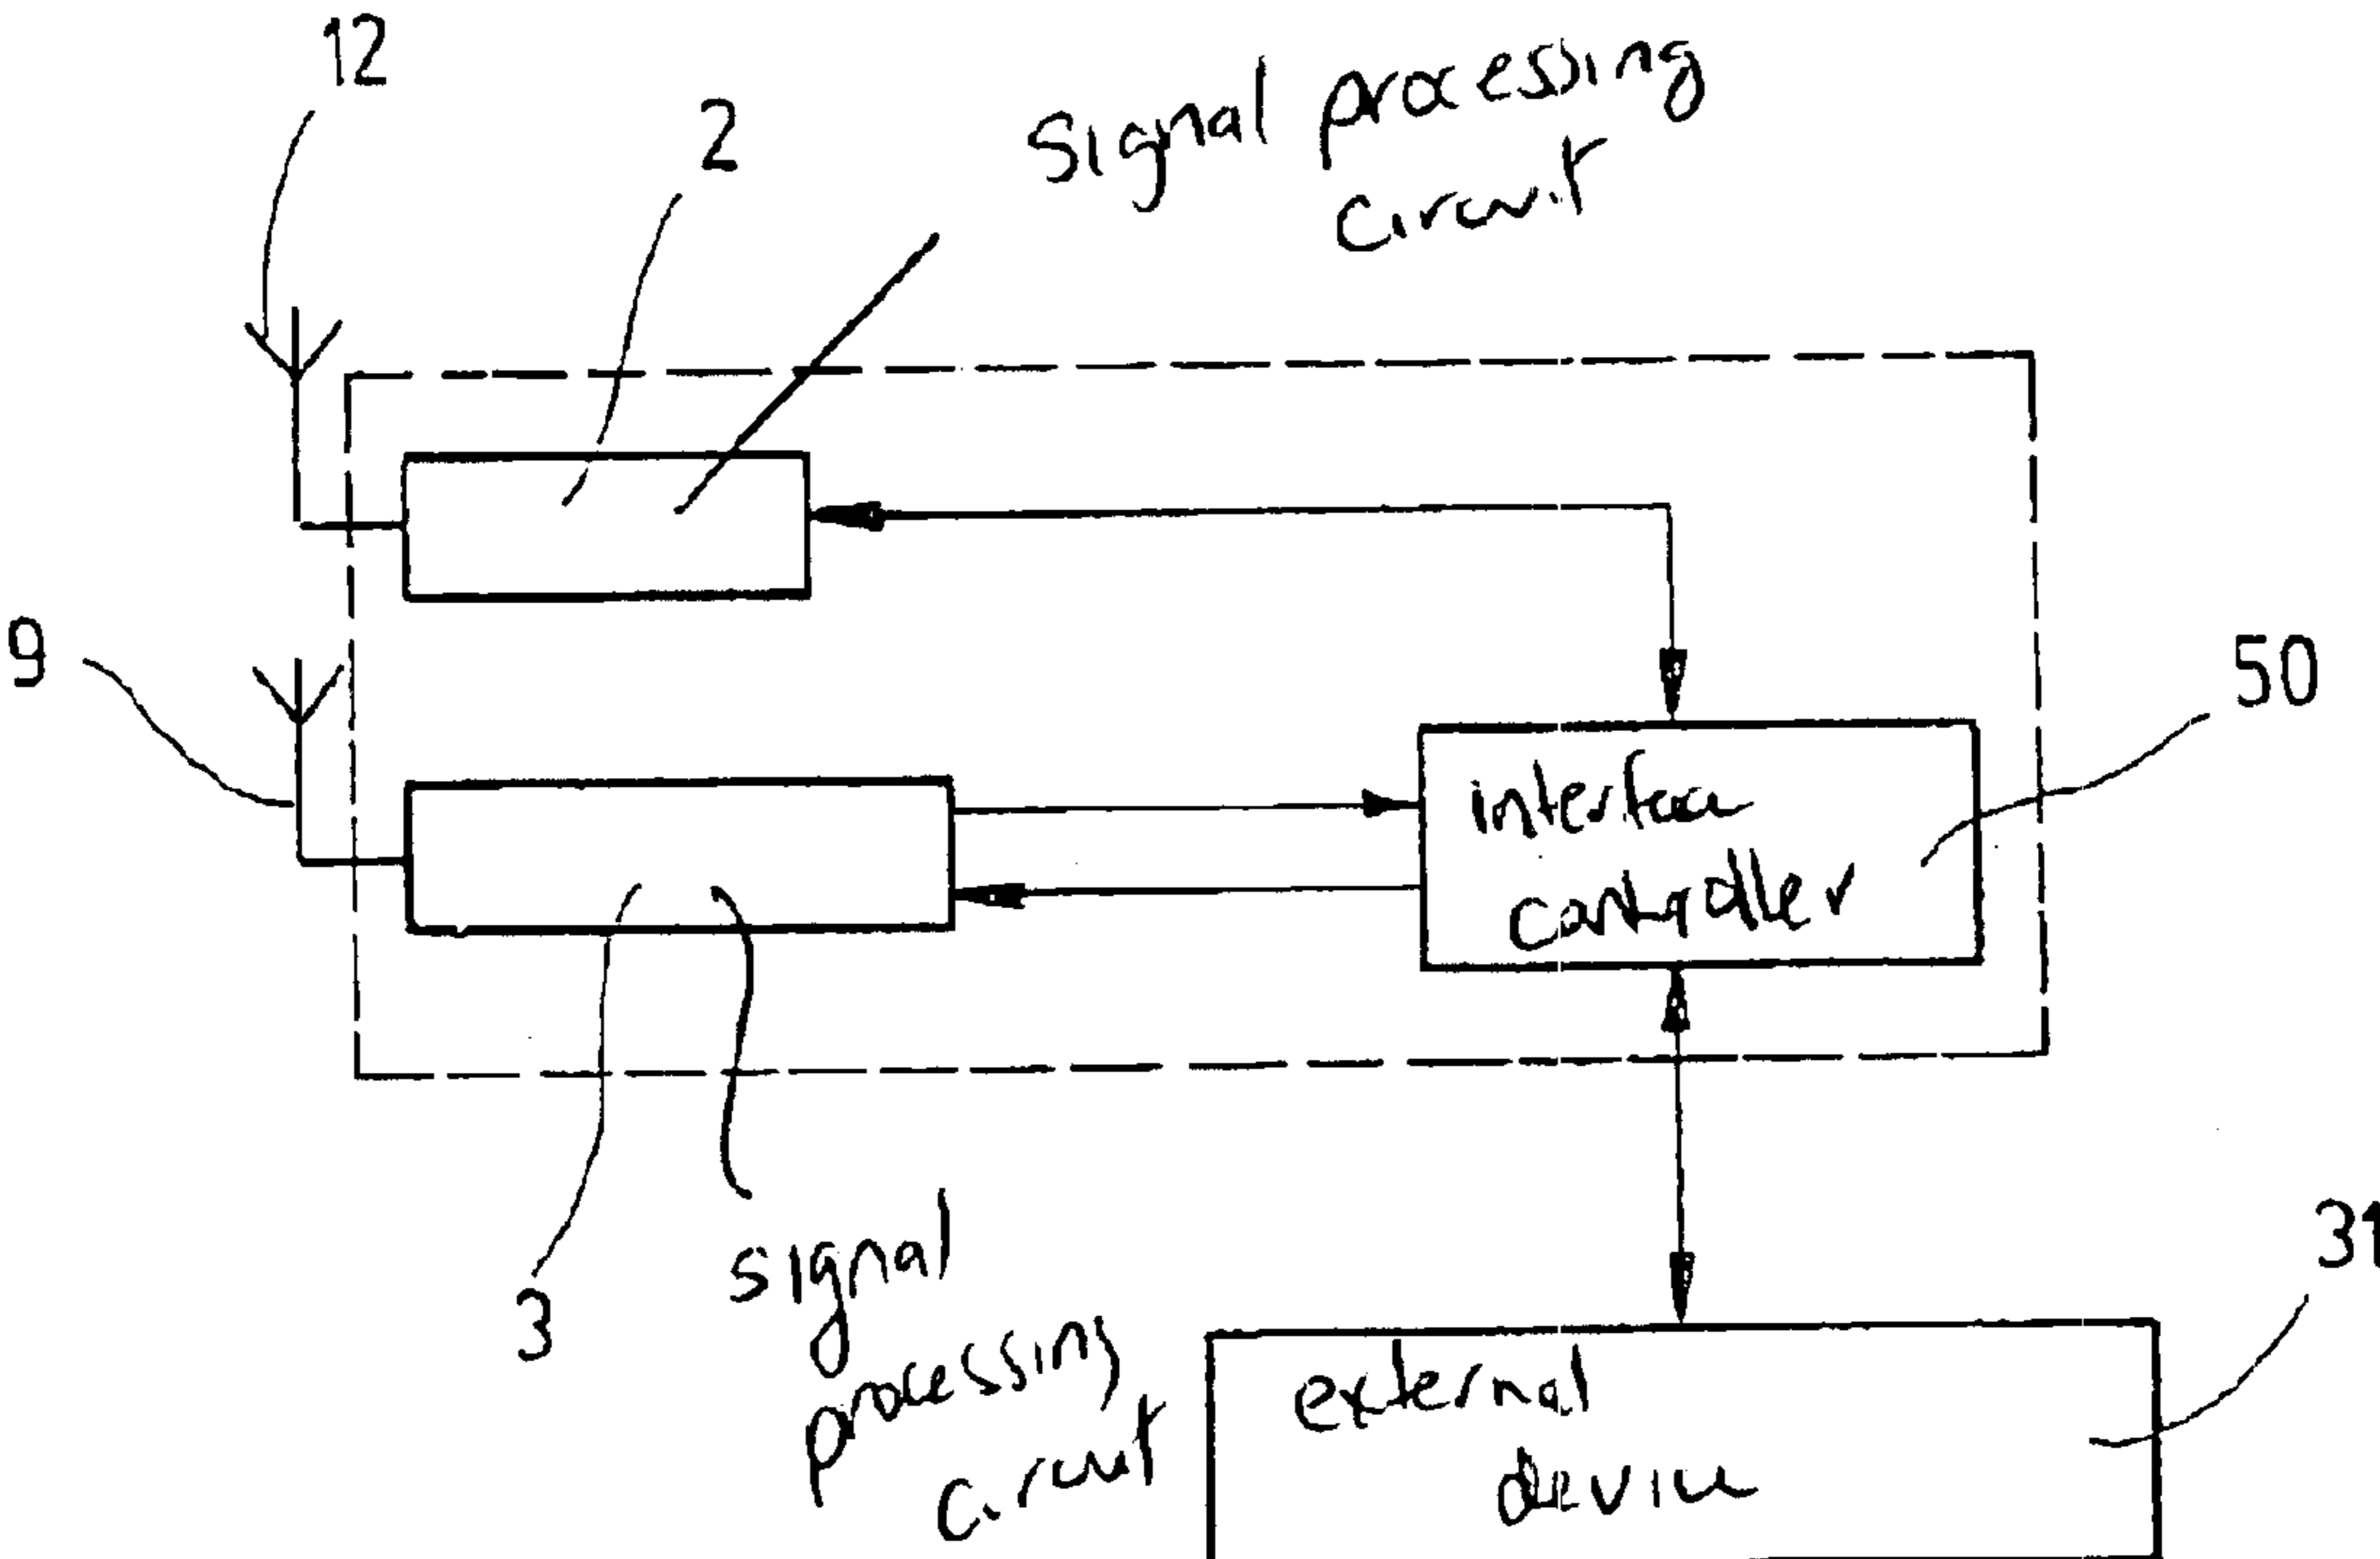 12
2
Signal processing
circuit
9
50
interface
controller
3
signal
processing
circuit
31
external
device